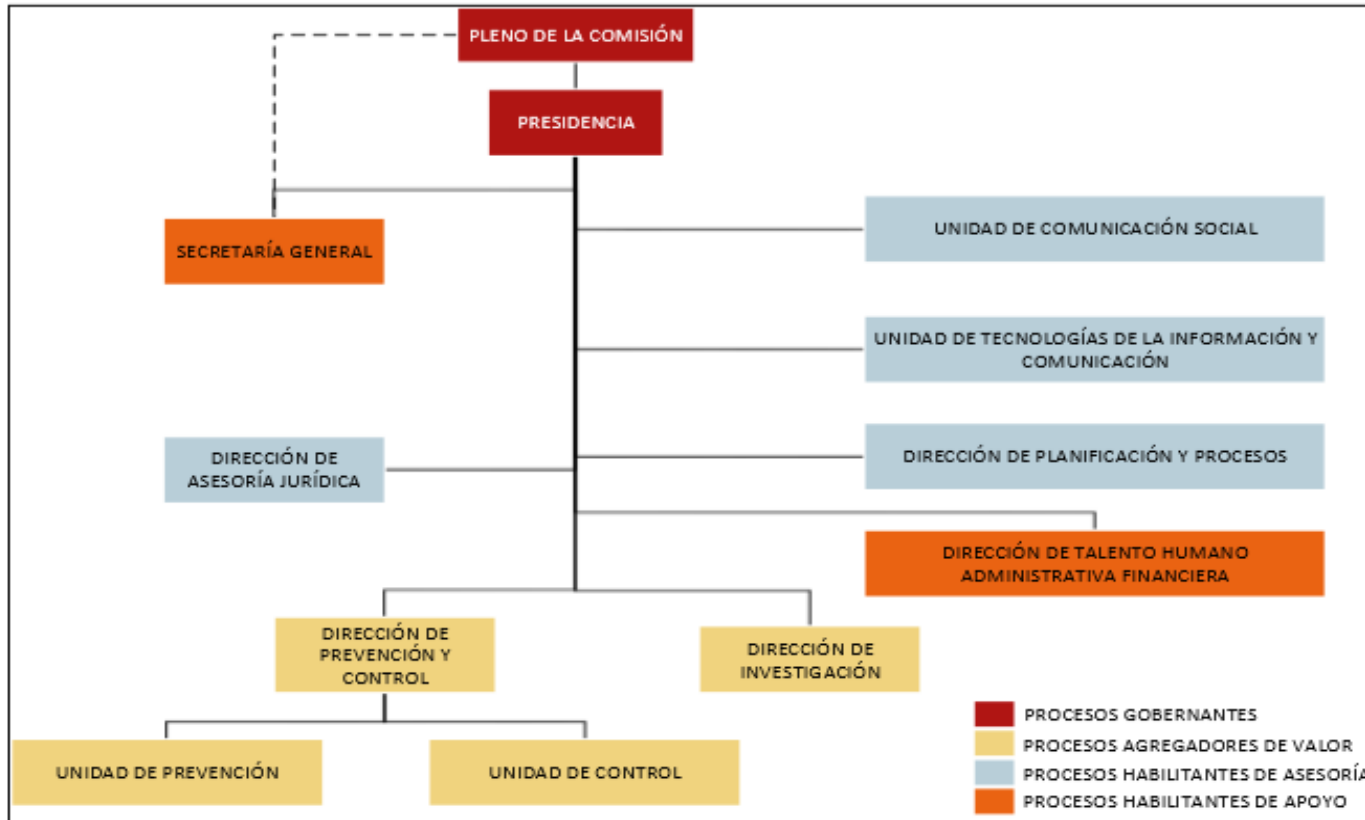 PLENO DE LA COMISIÓN
PRESIDENCIA
SECRETARÍA GENERAL
UNIDAD DE COMUNICACIÓN SOCIAL
UNIDAD DE TECNOLOGÍAS DE LA INFORMACIÓN Y
COMUNICACIÓN
DIRECCIÓN DE
ASESORÍA JURÍDICA
DIRECCIÓN DE PLANIFICACIÓN Y PROCESOS
DIRECCIÓN DE TALENTO HUMANO
ADMINISTRATIVA FINANCIERA
DIRECCIÓN DE
PREVENCIÓN Y
CONTROL
DIRECCIÓN DE
INVESTIGACIÓN
UNIDAD DE PREVENCIÓN
UNIDAD DE CONTROL
PROCESOS GOBERNANTES
PROCESOS AGREGADORES DE VALOR
PROCESOS HABILITANTES DE ASESORÍA
PROCESOS HABILITANTES DE APOYO